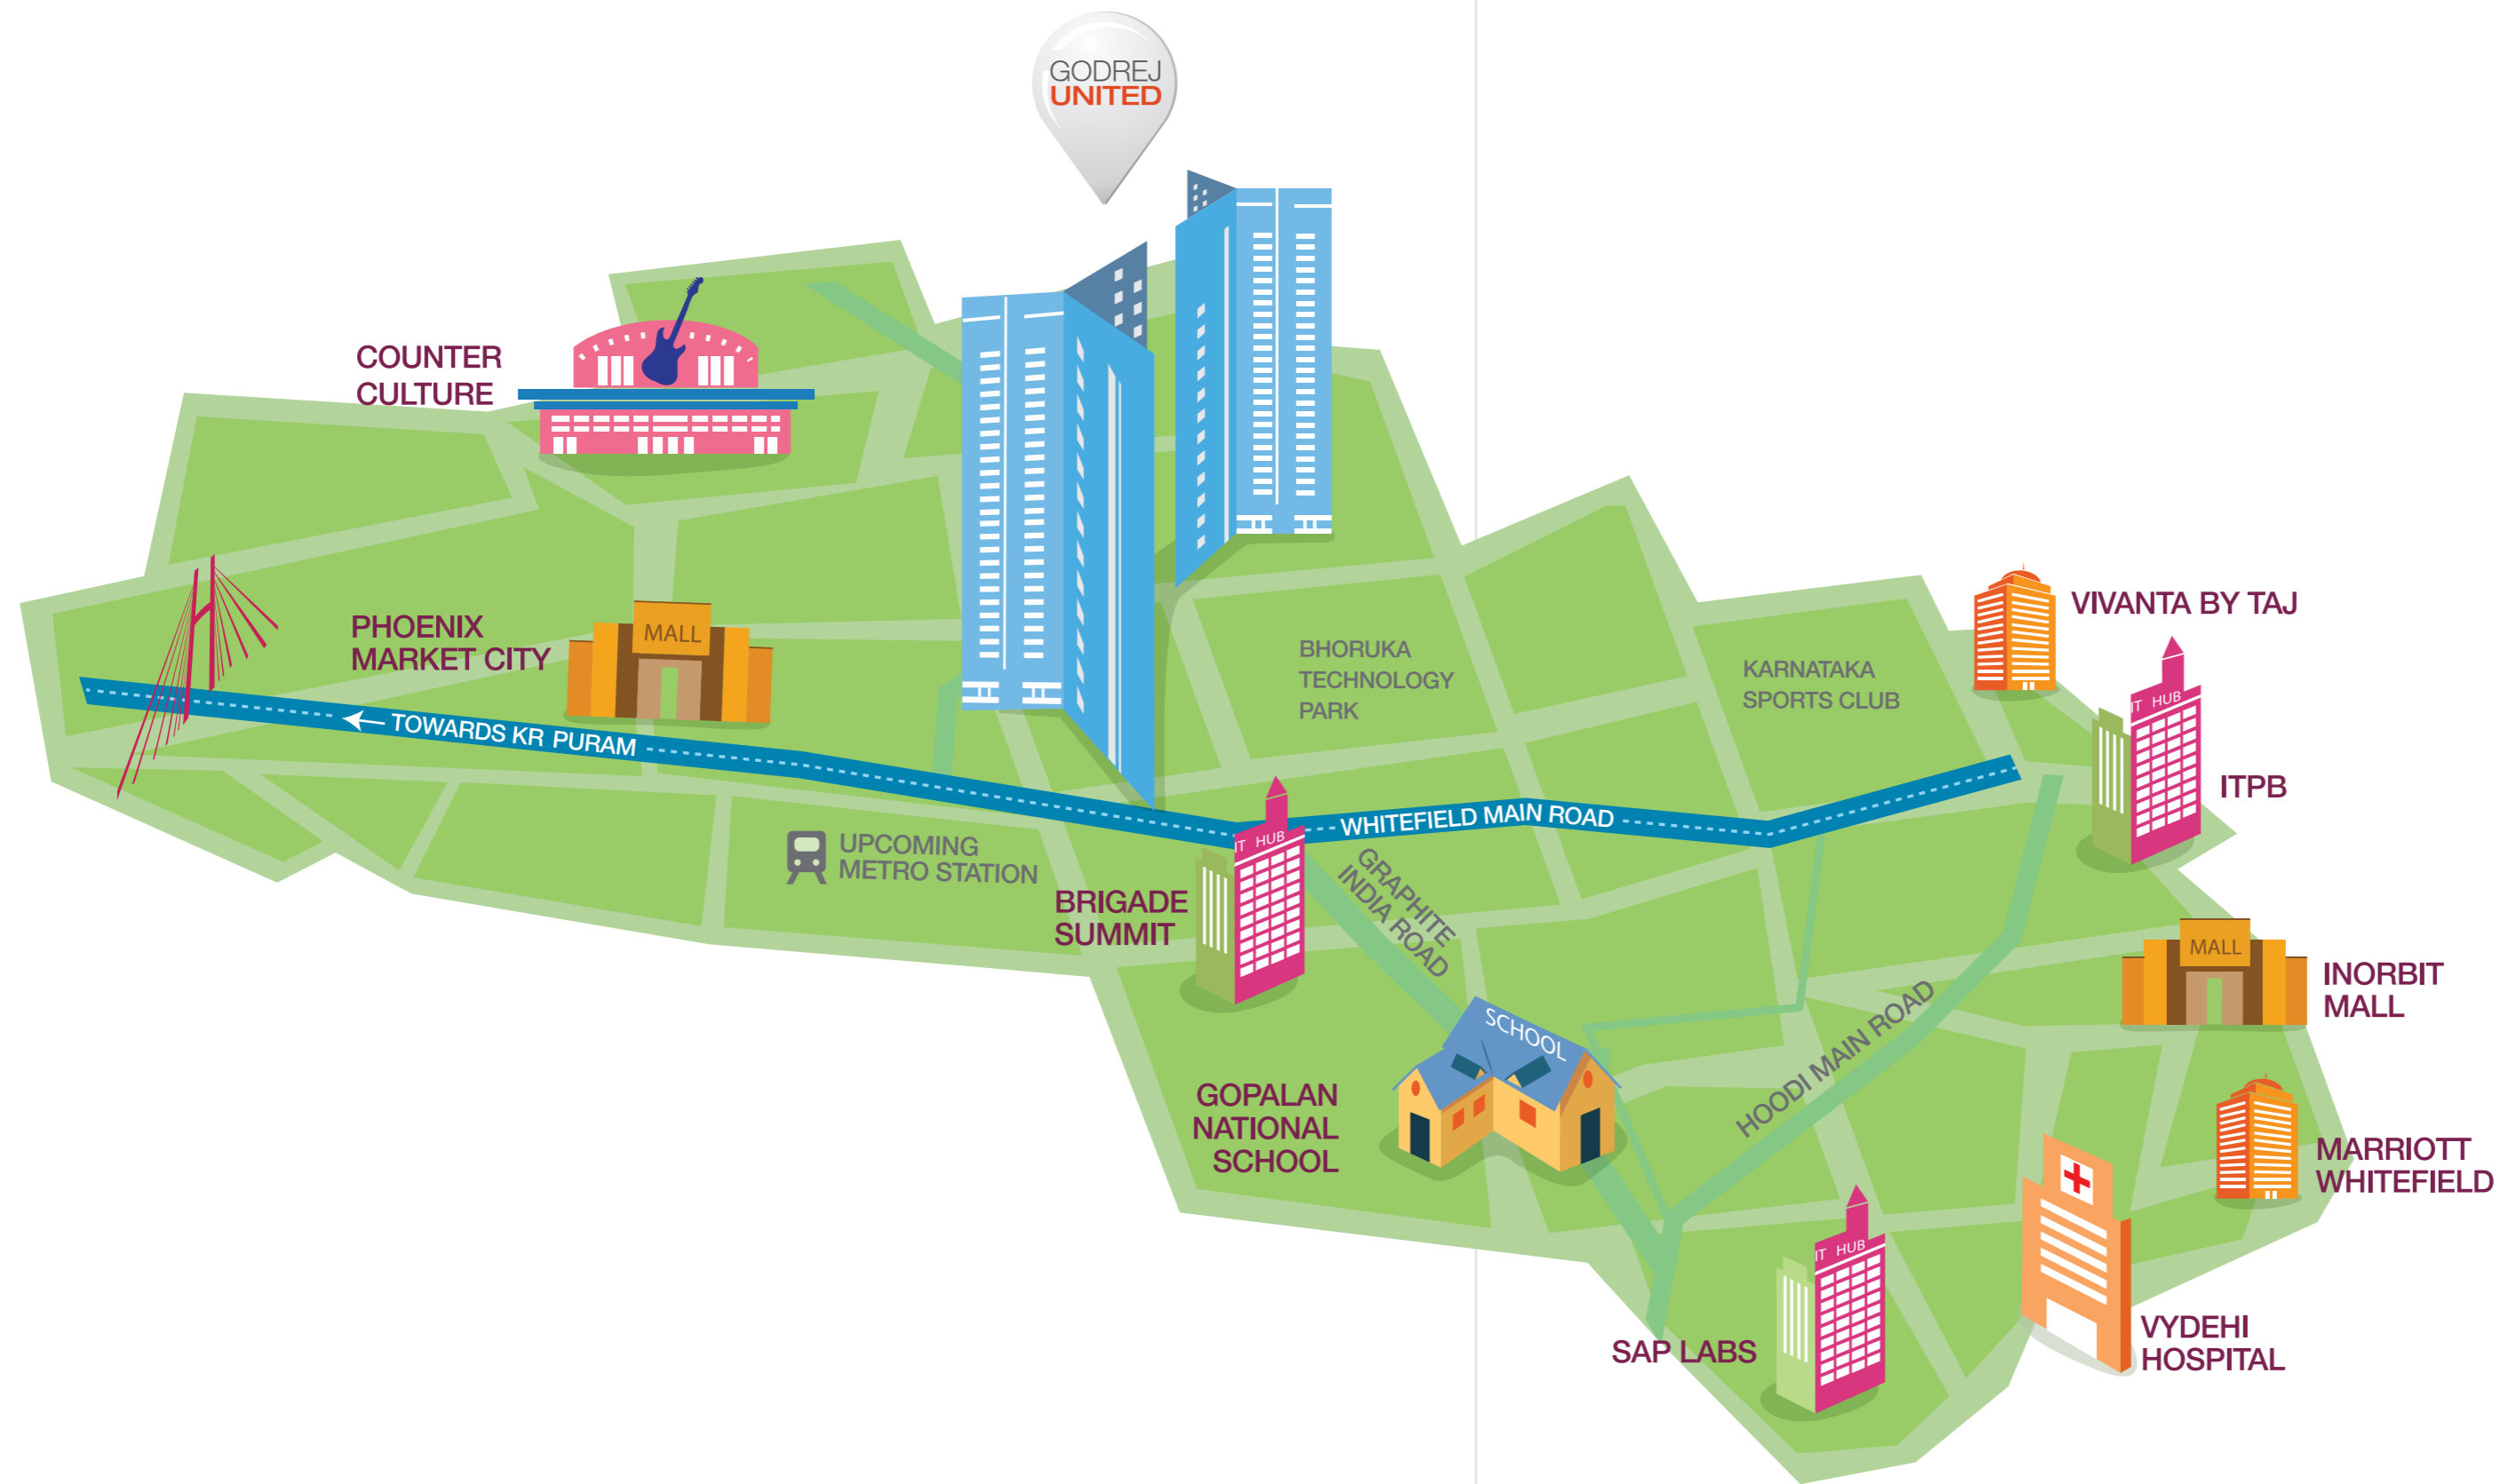 GODREJ
UNITED
COUNTER
CULTURE
PHOENIX
MARKET CITY
MALL
TOWARDS KR PURAM
BHORUKA
TECHNOLOGY
PARK
KARNATAKA
SPORTS CLUB
VIVANTA BY TAJ
IT HUB
ITPB
WHITEFIELD MAIN ROAD
UPCOMING
METRO STATION
IT HUB
BRIGADE
SUMMIT
GRAPHITE
INDIA ROAD
MALL
INORBIT
MALL
HOODI MAIN ROAD
SCHOOL
GOPALAN
NATIONAL
SCHOOL
MARRIOTT
WHITEFIELD
IT HUB
SAP LABS
VYDEHI
HOSPITAL